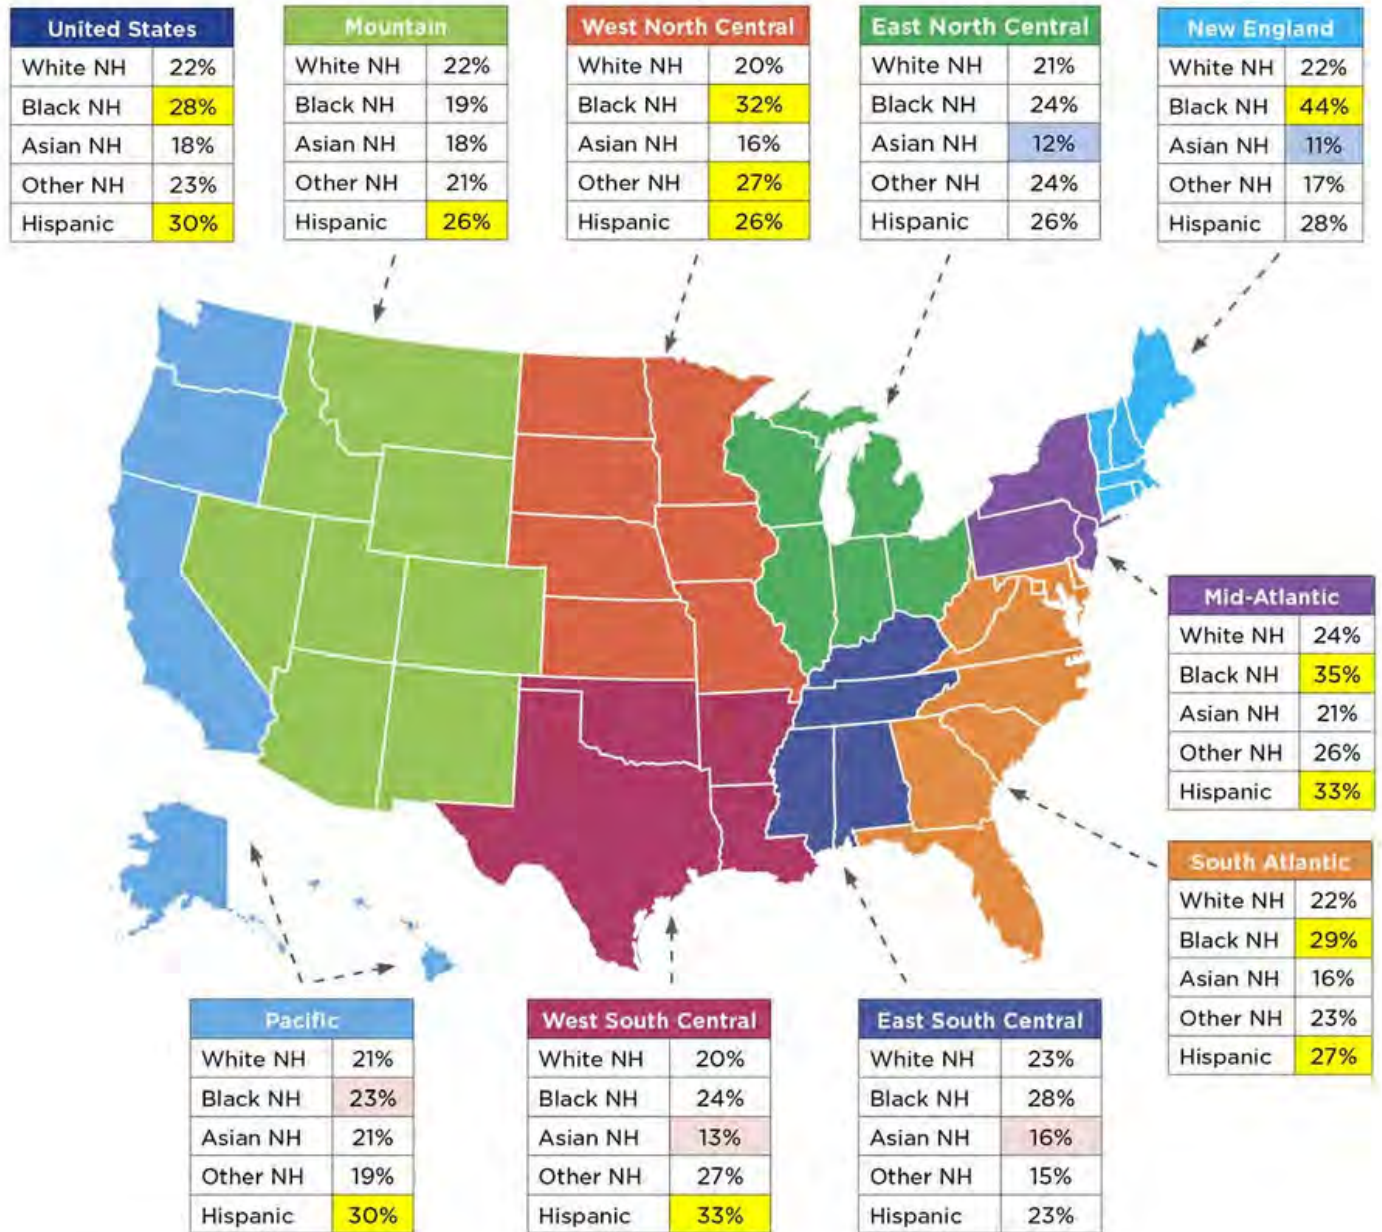 United States
White NH 22%
Black NH 28%
Asian NH 18%
Other NH 23%
Hispanic 30%
Mountain
White NH 22%
Black NH 19%
Asian NH 18%
Other NH 21%
Hispanic 26%
West North Central
White NH 20%
Black NH 32%
Asian NH 16%
Other NH 27%
Hispanic 26%
East North Central
White NH 21%
Black NH 24%
Asian NH 12%
Other NH 24%
Hispanic 26%
New England
White NH 22%
Black NH 44%
Asian NH 11%
Other NH 17%
Hispanic 28%
Mid-Atlantic
White NH 24%
Black NH 35%
Asian NH 21%
Other NH 26%
Hispanic 33%
South Atlantic
White NH 22%
Black NH 29%
Asian NH 16%
Other NH 23%
Hispanic 27%
Pacific
White NH 21%
Black NH 23%
Asian NH 21%
Other NH 19%
Hispanic 30%
West South Central
White NH 20%
Black NH 24%
Asian NH 13%
Other NH 27%
Hispanic 33%
East South Central
White NH 23%
Black NH 28%
Asian NH 16%
Other NH 15%
Hispanic 23%